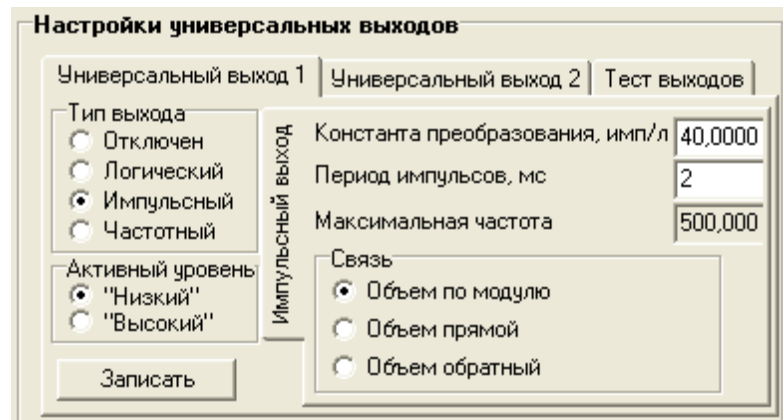 Настройки универсальных выходов
Универсальный выход 1
Универсальный выход 2
Тест выходов
Тип выхода
Отключен
Логический
Импульсный
Частотный
Активный уровень
"Низкий"
"Высокий"
Записать
Импульсный выход
Константа преобразования, имп/л 40,0000
Период импульсов, мс 2
Максимальная частота 500,000
Связь
Объем по модулю
Объем прямой
Объем обратный